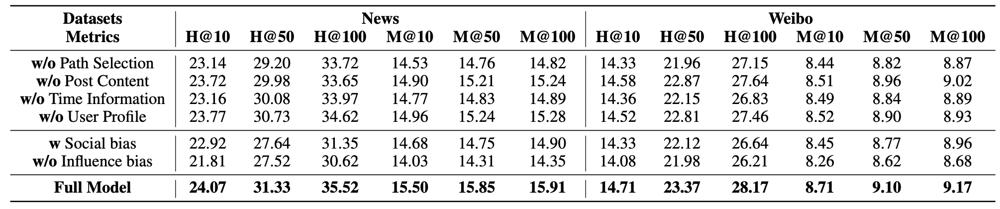 Datasets News Weibo
Metrics H@10 H@50 H@100 M@10 M@50 M@100 H@10 H@50 H@100 M@10 M@50 M@100
w/o Path Selection 23.14 29.20 33.72 14.53 14.76 14.82 14.33 21.96 27.15 8.44 8.82 8.87
w/o Post Content 23.72 29.98 33.65 14.90 15.21 15.24 14.58 22.87 27.64 8.51 8.96 9.02
w/o Time Information 23.16 30.08 33.97 14.77 14.83 14.89 14.36 22.15 26.83 8.49 8.84 8.89
w/o User Profile 23.77 30.73 34.62 14.96 15.24 15.28 14.52 22.81 27.46 8.52 8.90 8.93
w Social bias 22.92 27.64 31.35 14.68 14.75 14.90 14.33 22.12 26.64 8.45 8.77 8.96
w/o Influence bias 21.81 27.52 30.62 14.03 14.31 14.35 14.08 21.98 26.21 8.26 8.62 8.68
Full Model 24.07 31.33 35.52 15.50 15.85 15.91 14.71 23.37 28.17 8.71 9.10 9.17